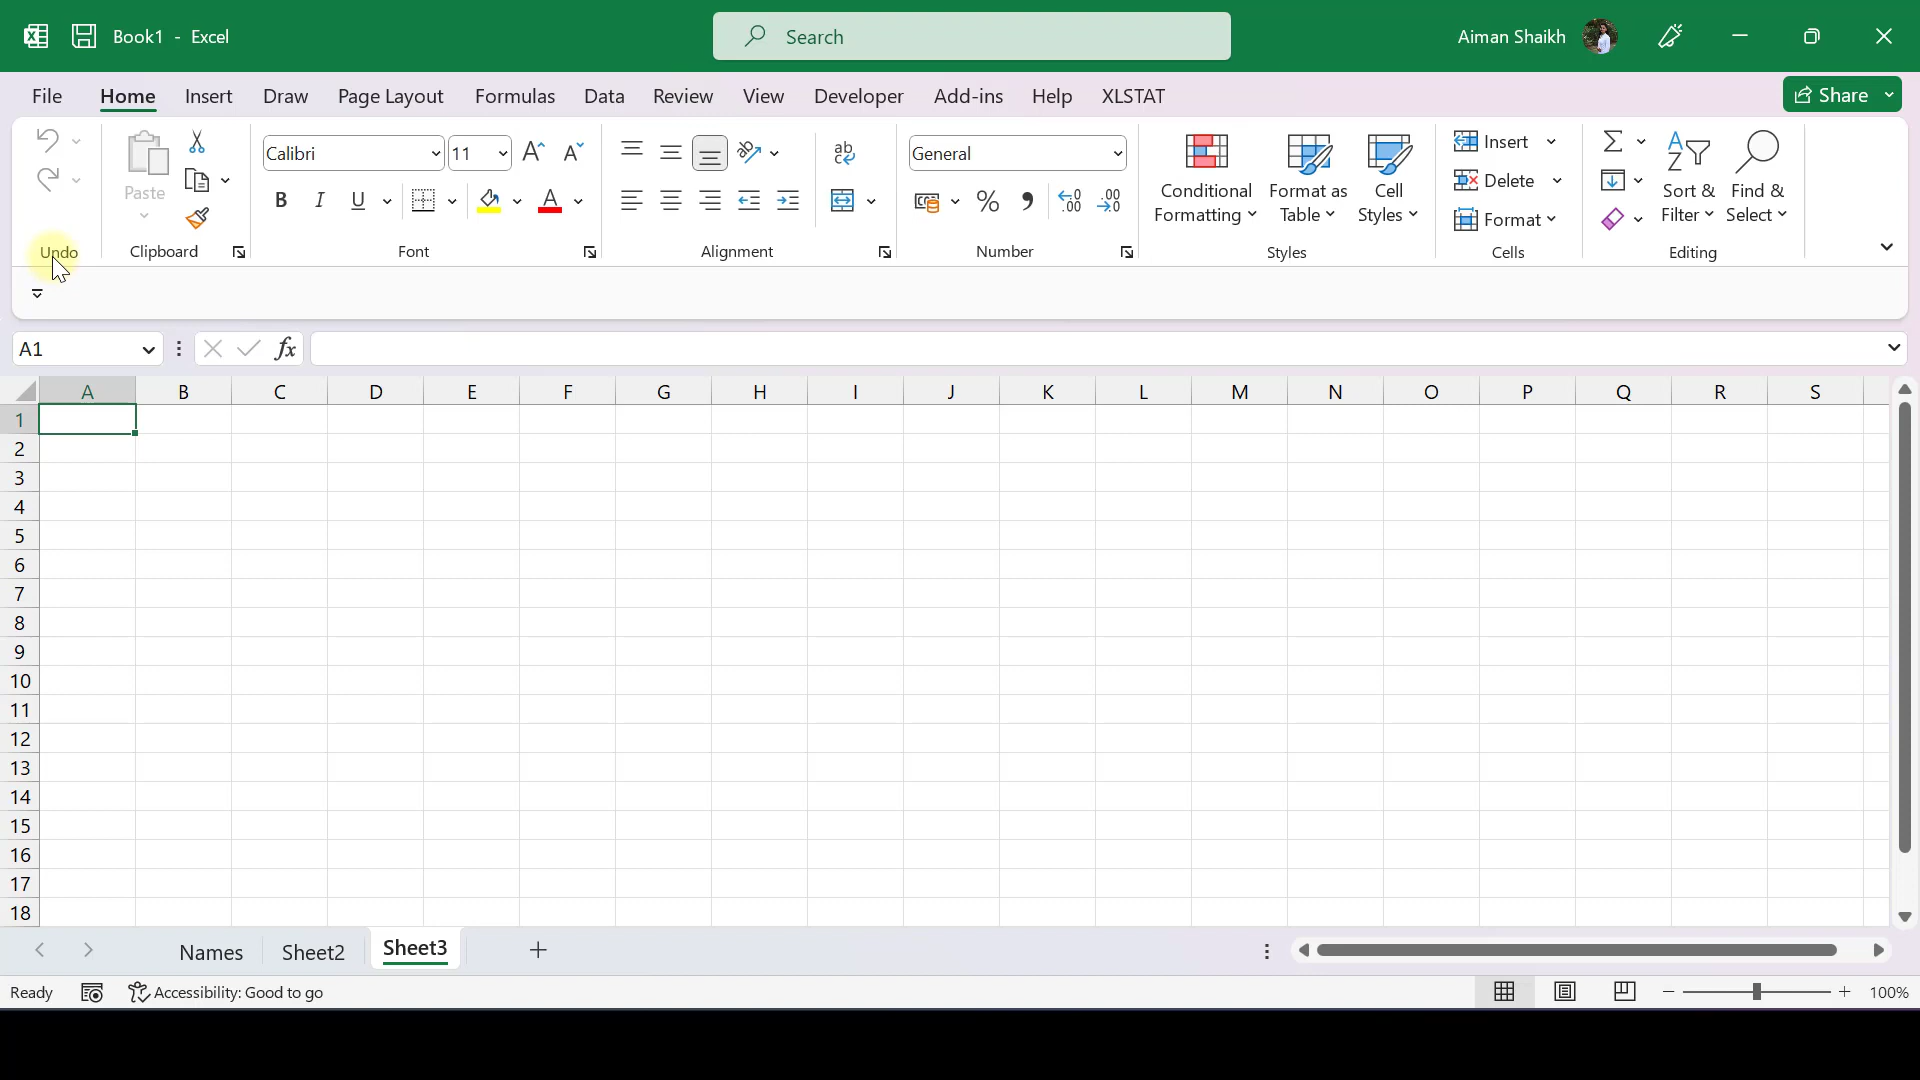 Book1 - Excel
Search
Aiman Shaikh
File Home Insert Draw Page Layout Formulas Data Review View Developer Add-ins Help XLSTAT
Share
Paste
Calibri
11
B I U
A
ab
General
% , .00
Conditional Formatting
Format as Table
Cell Styles
Insert
Delete
Format
Σ
Sort & Filter
Find & Select
Undo
Clipboard
Font
Alignment
Number
Styles
Cells
Editing
A1
fx
A B C D E F G H I J K L M N O P Q R S
1
2
3
4
5
6
7
8
9
10
11
12
13
14
15
16
17
18
Names Sheet2 Sheet3
Ready
Accessibility: Good to go
100%